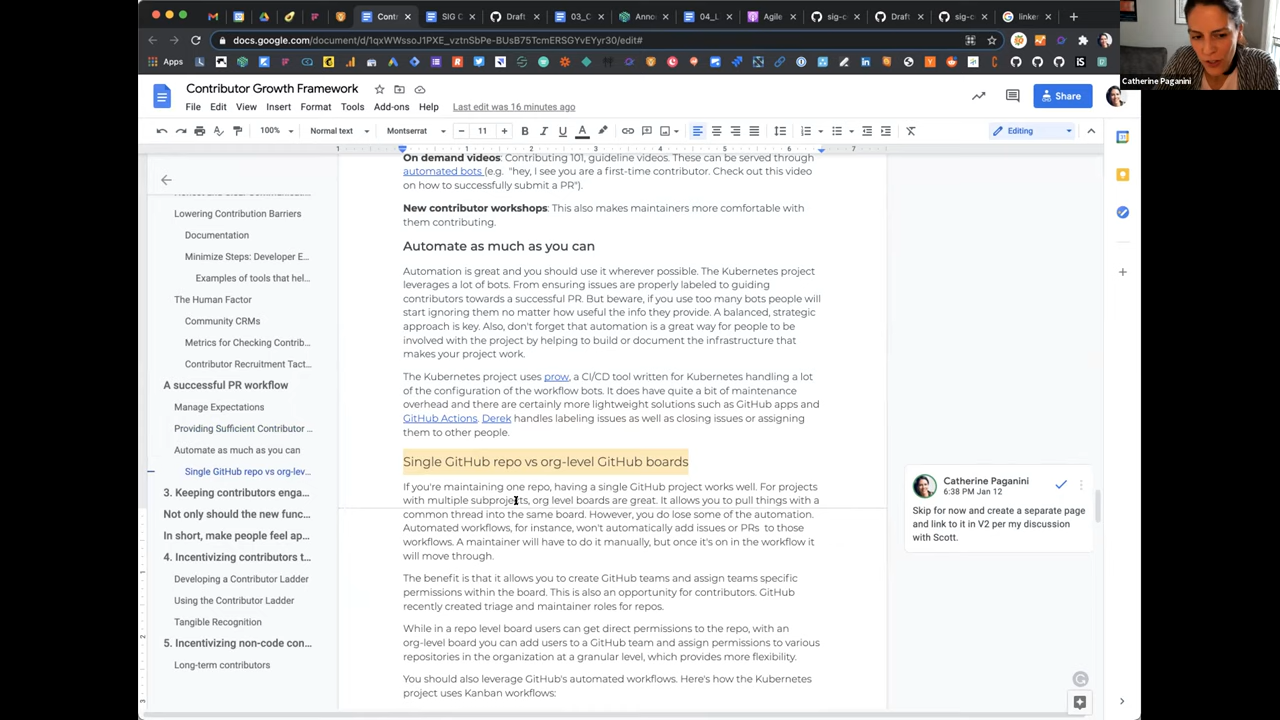 Contr
SIG C
Draft
03_C
Annou
04_L
Agile
sig-c
Draft
sig-c
linker
docs.google.com/document/d/1qxWWssoJ1PXE_vztnSbPe-BUsB75TcmERSGYvEYyr30/edit#
Apps
Catherine Paganini
Contributor Growth Framework
File Edit View Insert Format Tools Add-ons Help Last edit was 16 minutes ago
Share
100% Normal text Montserrat 11 Editing
1 1 2 3 4 5 6 7
On demand videos: Contributing 101, guideline videos. These can be served through
automated bots (e.g. "hey, I see you are a first-time contributor. Check out this video
on how to successfully submit a PR").
New contributor workshops: This also makes maintainers more comfortable with
them contributing.
Automate as much as you can
Automation is great and you should use it wherever possible. The Kubernetes project
leverages a lot of bots. From ensuring issues are properly labeled to guiding
contributors towards a successful PR. But beware, if you use too many bots people will
start ignoring them no matter how useful the info they provide. A balanced, strategic
approach is key. Also, don't forget that automation is a great way for people to be
involved with the project by helping to build or document the infrastructure that
makes your project work.
The Kubernetes project uses prow, a CI/CD tool written for Kubernetes handling a lot
of the configuration of the workflow bots. It does have quite a bit of maintenance
overhead and there are certainly more lightweight solutions such as GitHub apps and
GitHub Actions. Derek handles labeling issues as well as closing issues or assigning
them to other people.
Single GitHub repo vs org-level GitHub boards
If you're maintaining one repo, having a single GitHub project works well. For projects
with multiple subprojects, org level boards are great. It allows you to pull things with a
common thread into the same board. However, you do lose some of the automation.
Automated workflows, for instance, won't automatically add issues or PRs to those
workflows. A maintainer will have to do it manually, but once it's on in the workflow it
will move through.
The benefit is that it allows you to create GitHub teams and assign teams specific
permissions within the board. This is also an opportunity for contributors. GitHub
recently created triage and maintainer roles for repos.
While in a repo level board users can get direct permissions to the repo, with an
org-level board you can add users to a GitHub team and assign permissions to various
repositories in the organization at a granular level, which provides more flexibility.
You should also leverage GitHub's automated workflows. Here's how the Kubernetes
project uses Kanban workflows:
Lowering Contribution Barriers
Documentation
Minimize Steps: Developer E...
Examples of tools that hel...
The Human Factor
Community CRMs
Metrics for Checking Contrib...
Contributor Recruitment Tact...
A successful PR workflow
Manage Expectations
Providing Sufficient Contributor ...
Automate as much as you can
Single GitHub repo vs org-lev...
3. Keeping contributors enga...
Not only should the new func...
In short, make people feel ap...
4. Incentivizing contributors t...
Developing a Contributor Ladder
Using the Contributor Ladder
Tangible Recognition
5. Incentivizing non-code con...
Long-term contributors
Catherine Paganini
6:38 PM Jan 12
Skip for now and create a separate page
and link to it in V2 per my discussion
with Scott.